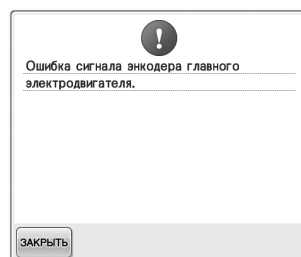 Ошибка сигнала энкодера главного
электродвигателя.
ЗАКРЫТЬ